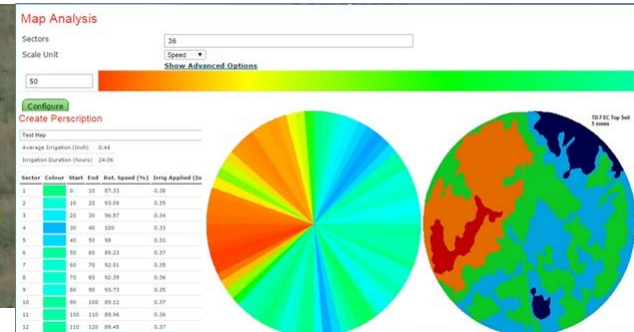 Map Analysis
Sectors 36
Scale Unit Speed
Show Advanced Options
50
Configure
Create Perscription
Test Map
Average Irrigation (Inch) 0.44
Irrigation Duration (hours) 24.06
Sector Colour Start End Rot. Speed (%) Irrig Applied (In
1 0 10 87.33 0.38
2 10 20 93.09 0.35
3 20 30 96.57 0.34
4 30 40 100 0.33
5 40 50 98 0.33
6 50 60 89.23 0.37
7 60 70 92.51 0.35
8 70 80 92.39 0.36
9 80 90 93.73 0.35
10 90 100 89.12 0.37
11 100 110 89.96 0.36
12 110 120 89.45 0.37
TD-7 EC Top Soil
5 zones